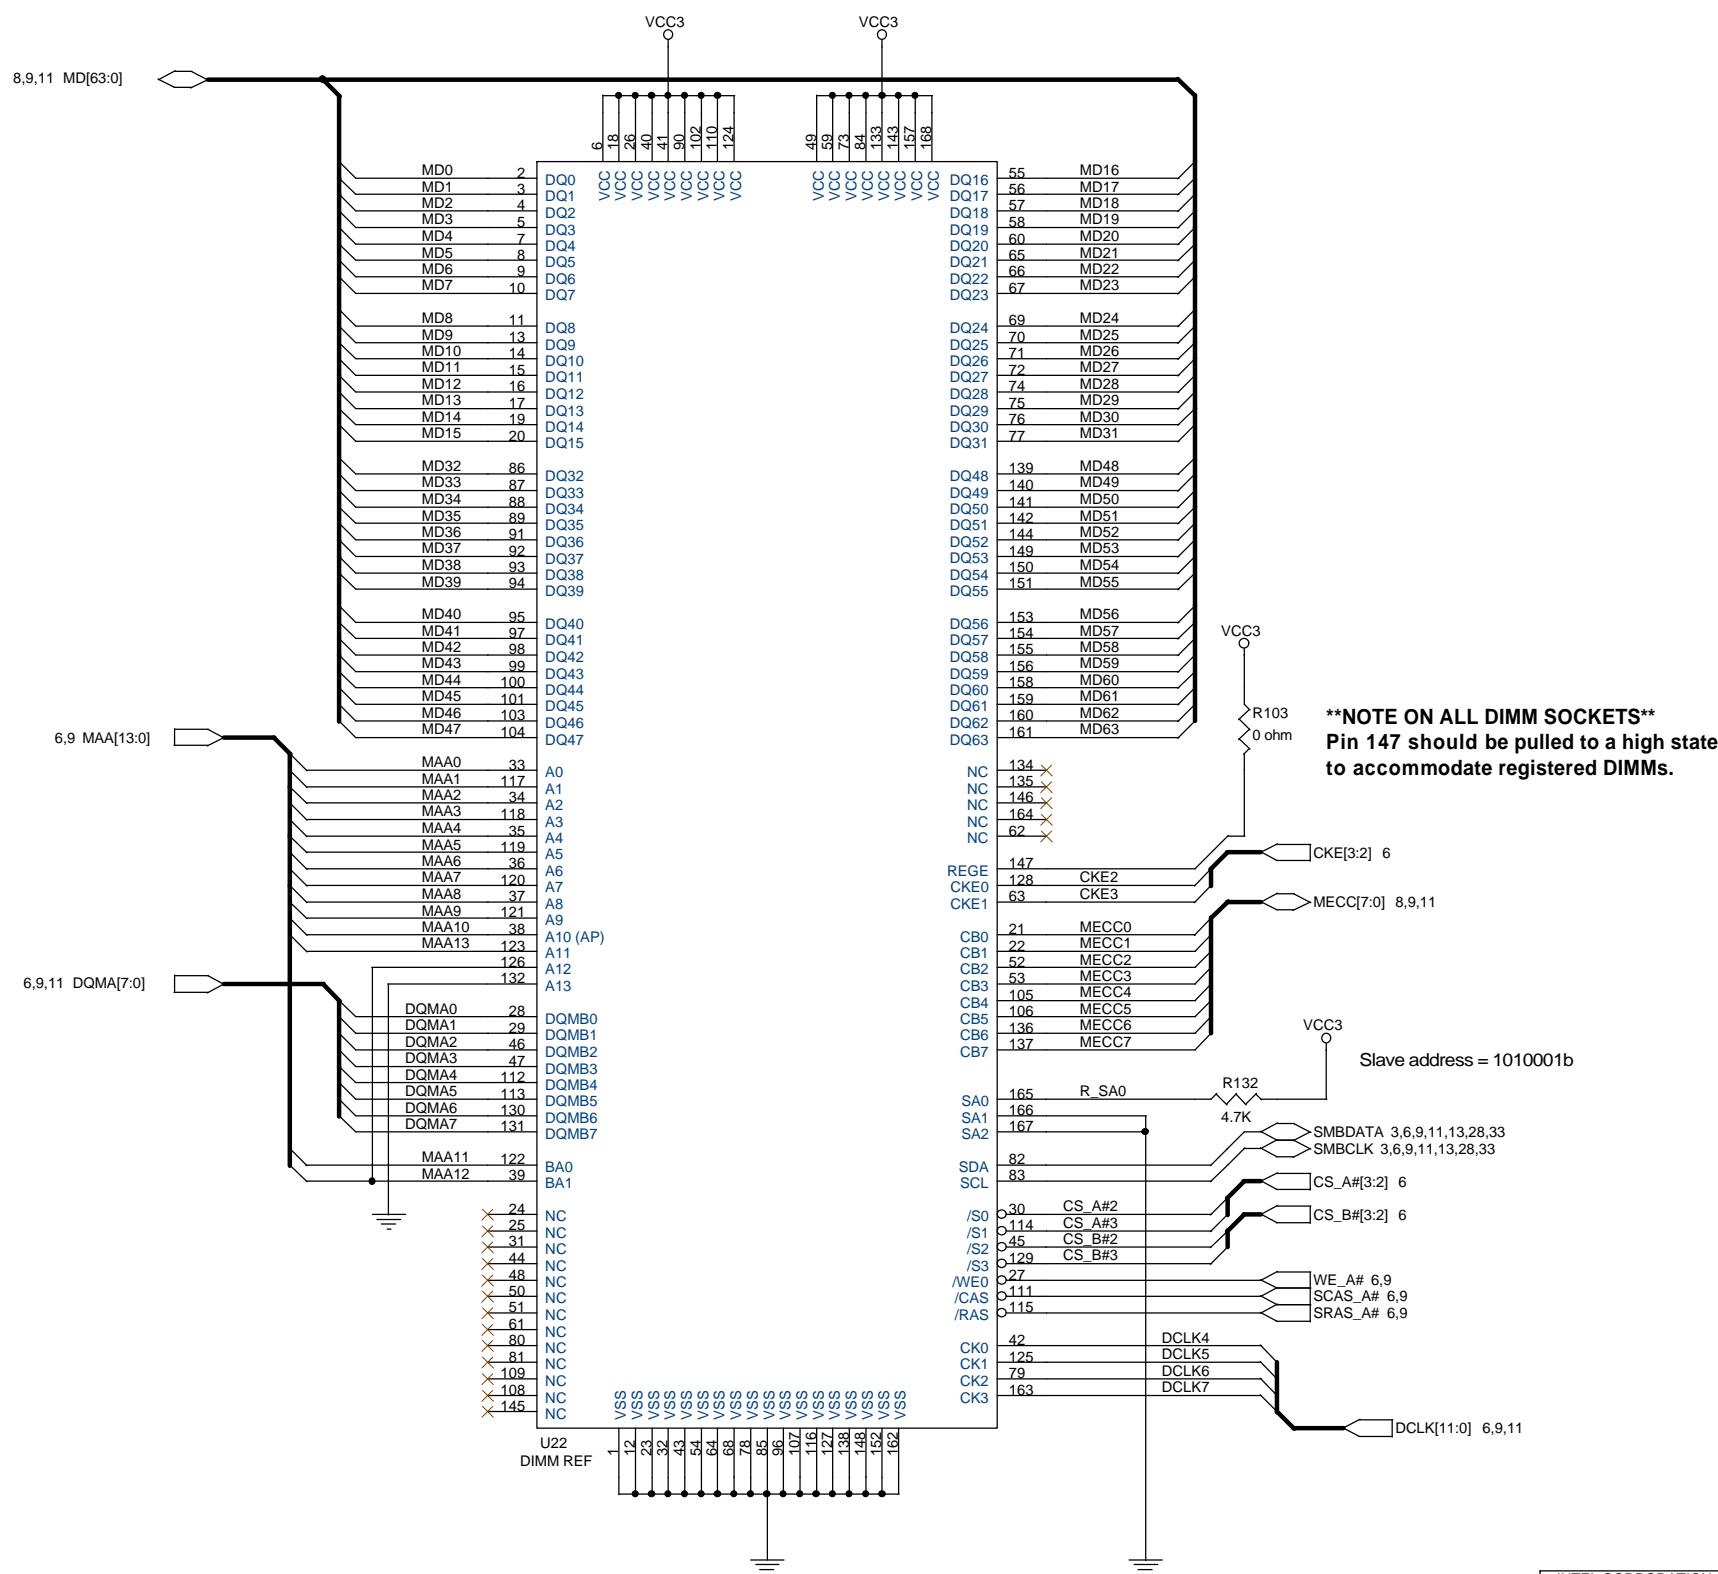 VCC3 VCC3
8,9,11 MD[63:0]
6 18 26 40 41 90 102 110 124 49 59 73 84 133 143 157 168
VCC VCC VCC VCC VCC VCC VCC VCC VCC VCC VCC VCC VCC VCC VCC VCC VCC
MD0 2 DQ0 DQ16 55 MD16
MD1 3 DQ1 DQ17 56 MD17
MD2 4 DQ2 DQ18 57 MD18
MD3 5 DQ3 DQ19 58 MD19
MD4 7 DQ4 DQ20 60 MD20
MD5 8 DQ5 DQ21 65 MD21
MD6 9 DQ6 DQ22 66 MD22
MD7 10 DQ7 DQ23 67 MD23
MD8 11 DQ8 DQ24 69 MD24
MD9 13 DQ9 DQ25 70 MD25
MD10 14 DQ10 DQ26 71 MD26
MD11 15 DQ11 DQ27 72 MD27
MD12 16 DQ12 DQ28 74 MD28
MD13 17 DQ13 DQ29 75 MD29
MD14 19 DQ14 DQ30 76 MD30
MD15 20 DQ15 DQ31 77 MD31
MD32 86 DQ32 DQ48 139 MD48
MD33 87 DQ33 DQ49 140 MD49
MD34 88 DQ34 DQ50 141 MD50
MD35 89 DQ35 DQ51 142 MD51
MD36 91 DQ36 DQ52 144 MD52
MD37 92 DQ37 DQ53 149 MD53
MD38 93 DQ38 DQ54 150 MD54
MD39 94 DQ39 DQ55 151 MD55
MD40 95 DQ40 DQ56 153 MD56
MD41 97 DQ41 DQ57 154 MD57
MD42 98 DQ42 DQ58 155 MD58
MD43 99 DQ43 DQ59 156 MD59
MD44 100 DQ44 DQ60 158 MD60
MD45 101 DQ45 DQ61 159 MD61
MD46 103 DQ46 DQ62 160 MD62
MD47 104 DQ47 DQ63 161 MD63
VCC3
R103
0 ohm
**NOTE ON ALL DIMM SOCKETS**
Pin 147 should be pulled to a high state
to accommodate registered DIMMs.
6,9 MAA[13:0]
MAA0 33 A0 NC 134
MAA1 117 A1 NC 135
MAA2 34 A2 NC 146
MAA3 118 A3 NC 164
MAA4 35 A4 NC 62
MAA5 119 A5
MAA6 36 A6 REGE 147
MAA7 120 A7 CKE0 128 CKE2
MAA8 37 A8 CKE1 63 CKE3
CKE[3:2] 6
MECC[7:0] 8,9,11
MAA9 121 A9
MAA10 38 A10 (AP) CB0 21 MECC0
MAA13 123 A11 CB1 22 MECC1
126 A12 CB2 52 MECC2
132 A13 CB3 53 MECC3
6,9,11 DQMA[7:0]
CB4 105 MECC4
DQMA0 28 DQMB0 CB5 106 MECC5
DQMA1 29 DQMB1 CB6 136 MECC6
DQMA2 46 DQMB2 CB7 137 MECC7
DQMA3 47 DQMB3
DQMA4 112 DQMB4
DQMA5 113 DQMB5 SA0 165 R_SA0
DQMA6 130 DQMB6 SA1 166
DQMA7 131 DQMB7 SA2 167
VCC3
Slave address = 1010001b
R132
4.7K
MAA11 122 BA0 SDA 82
MAA12 39 BA1 SCL 83
SMBDATA 3,6,9,11,13,28,33
SMBCLK 3,6,9,11,13,28,33
CS_A#[3:2] 6
CS_B#[3:2] 6
24 NC /S0 30 CS_A#2
25 NC /S1 114 CS_A#3
31 NC /S2 45 CS_B#2
44 NC /S3 129 CS_B#3
48 NC /WE0 27 WE_A# 6,9
50 NC /CAS 111 SCAS_A# 6,9
51 NC /RAS 115 SRAS_A# 6,9
61 NC
80 NC CK0 42 DCLK4
81 NC CK1 125 DCLK5
109 NC CK2 79 DCLK6
108 NC CK3 163 DCLK7
145 NC
DCLK[11:0] 6,9,11
VSS VSS VSS VSS VSS VSS VSS VSS VSS VSS VSS VSS VSS VSS VSS VSS VSS VSS
U22
DIMM REF
1 12 23 32 43 54 64 68 78 85 96 107 116 127 138 148 152 162
INTEL CORPORATION